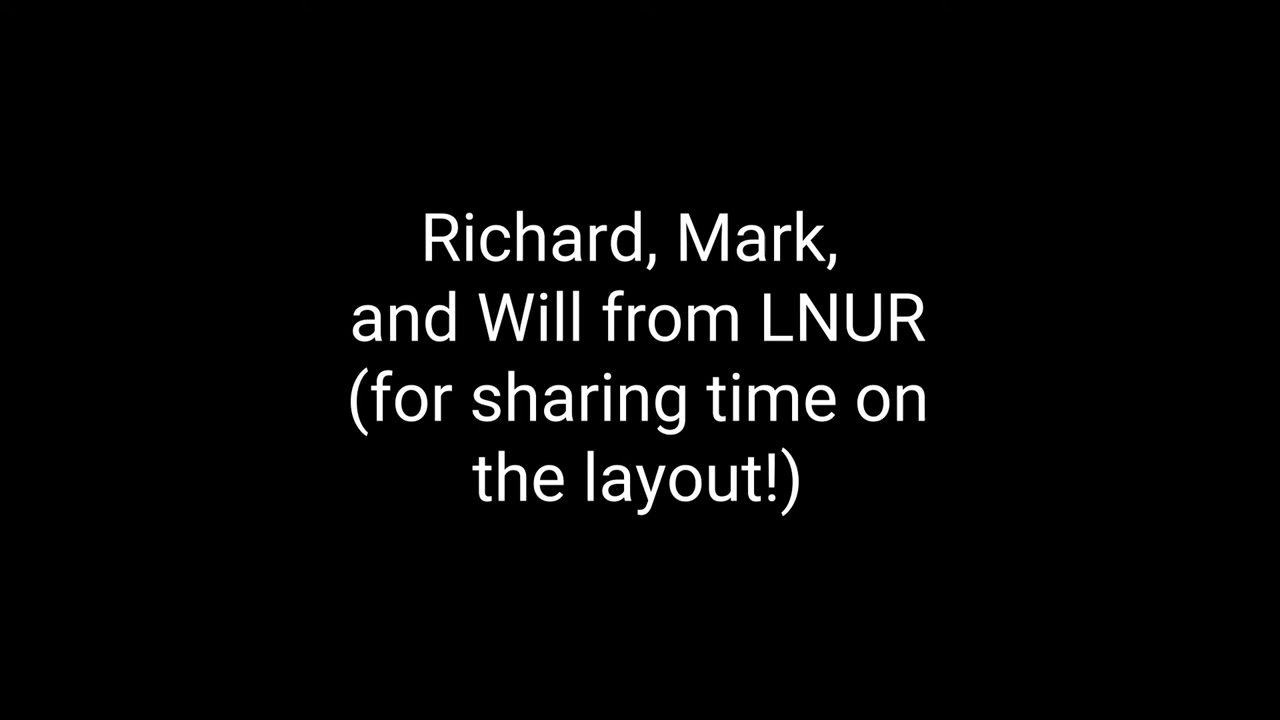 Richard, Mark,
and Will from LNUR
(for sharing time on
the layout!)